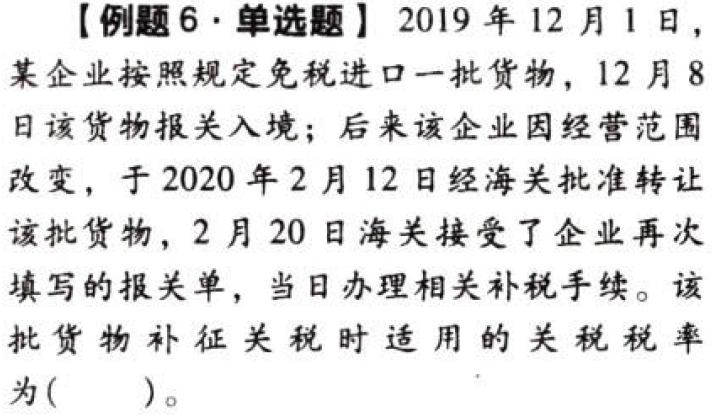 【例题6·单选题】 2019 年 12 月 1 日，
某企业按照规定免税进口一批货物，12 月 8
日该货物报关入境；后来该企业因经营范围
改变，于 2020 年 2 月 12 日经海关批准转让
该批货物，2 月 20 日海关接受了企业再次
填写的报关单，当日办理相关补税手续。该
批货物补征关税时适用的关税税率
为(　　)。